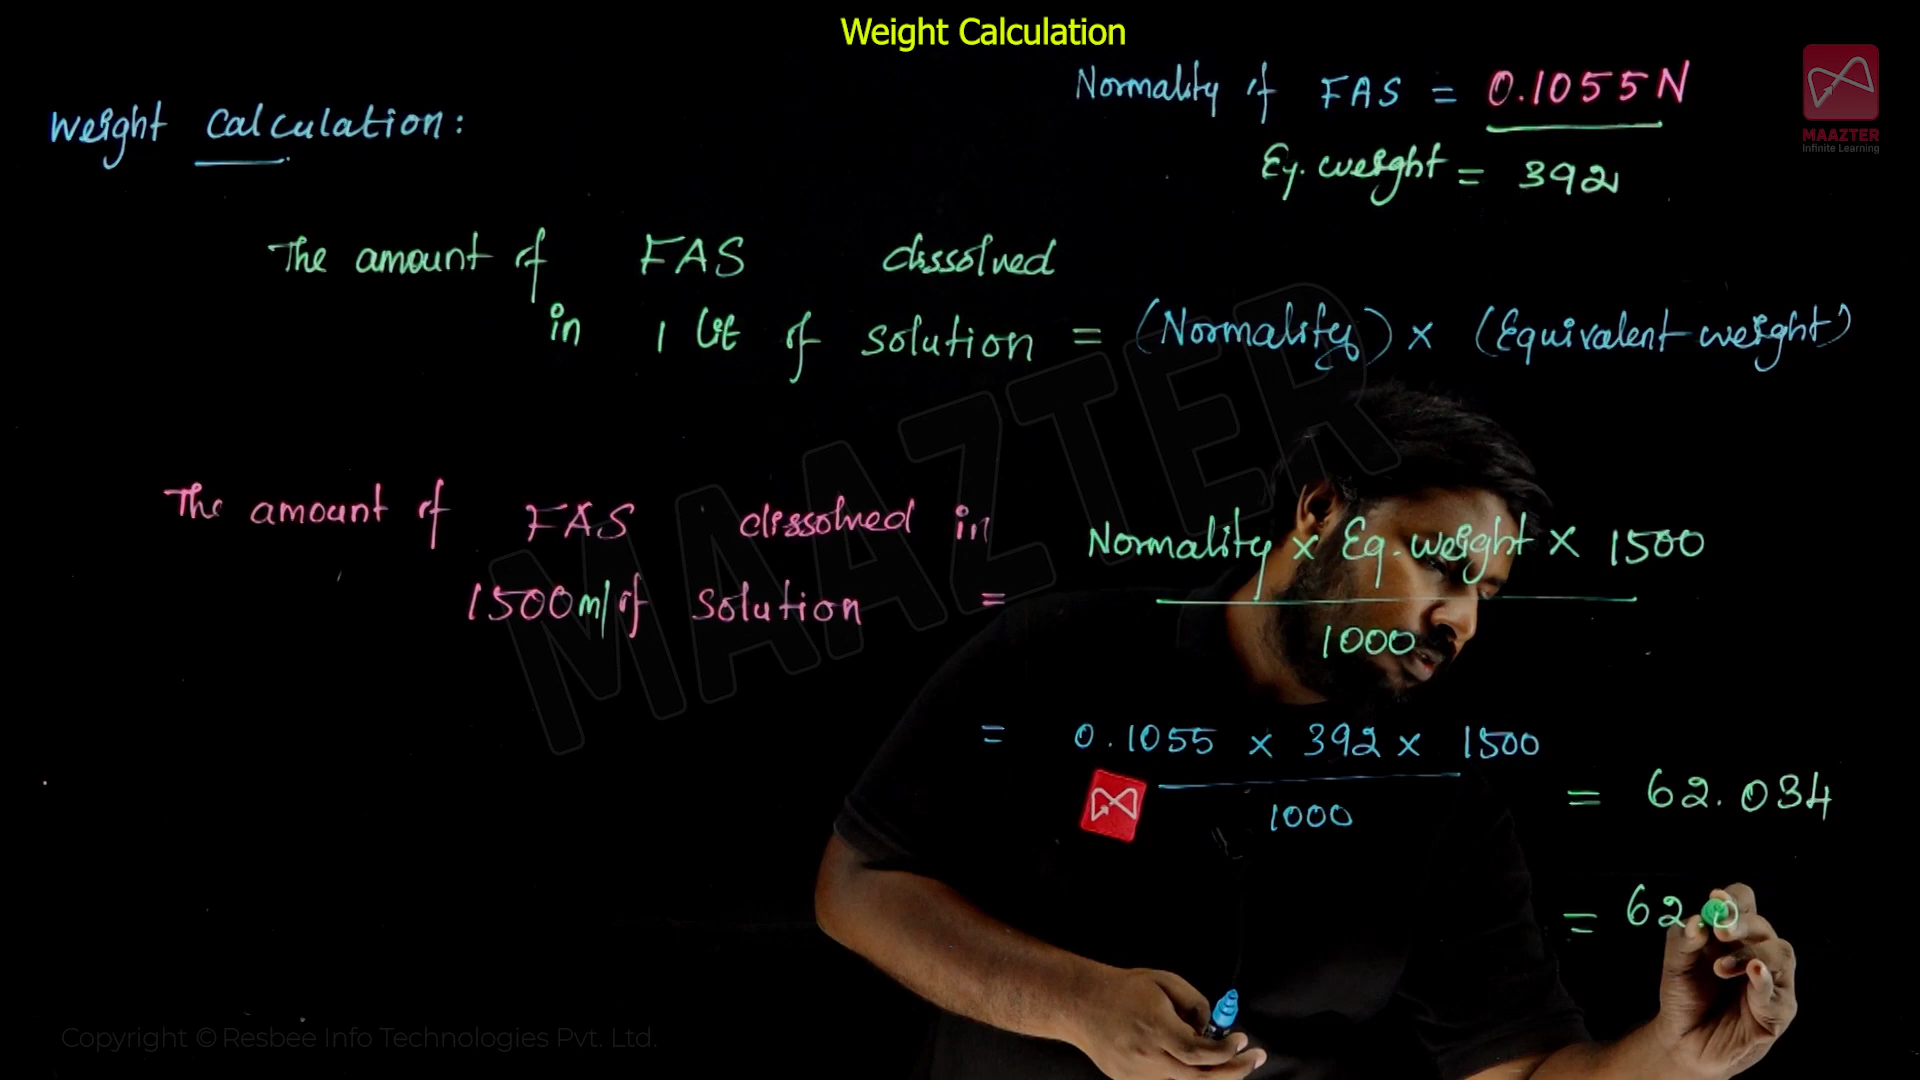 Weight Calculation
Normality of FAS = 0.1055N
MAAZTER
Infinite Learning
Weight Calculation:
Eq. weight = 392
The amount of FAS dissolved
in 1 lit of solution = (Normality) x (Equivalent weight)
MAAZTER
The amount of FAS dissolved in
1500ml of solution = Normality x Eq. weight x 1500
1000
= 0.1055 x 392 x 1500
1000
= 62.034
= 62.0
Copyright © Resbee Info Technologies Pvt. Ltd.